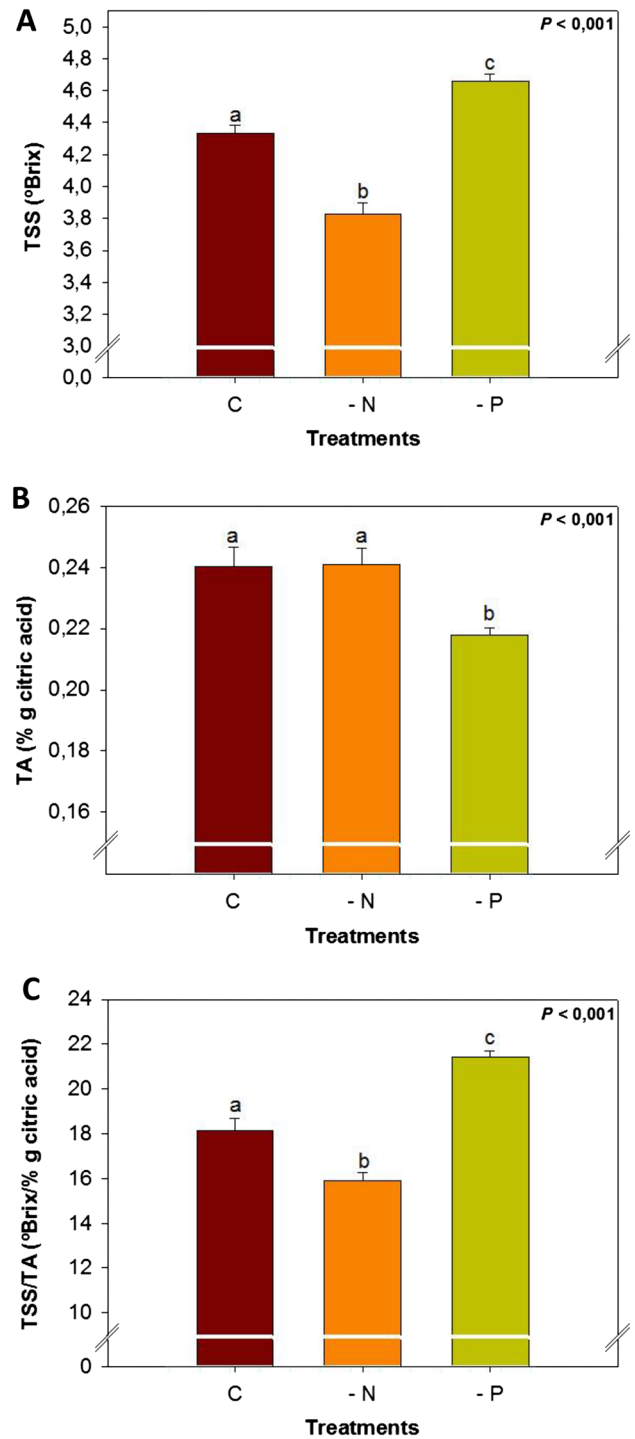 A
P < 0,001
TSS (ºBrix)
5,0
4,8
4,6
4,4
4,2
4,0
3,8
3,6
3,4
3,2
3,0
0,0
a
b
c
C
- N
- P
Treatments
B
P < 0,001
TA (% g citric acid)
0,26
0,24
0,22
0,20
0,18
0,16
a
a
b
C
- N
- P
Treatments
C
P < 0,001
TSS/TA (ºBrix/% g citric acid)
24
22
20
18
16
14
12
10
0
a
b
c
C
- N
- P
Treatments